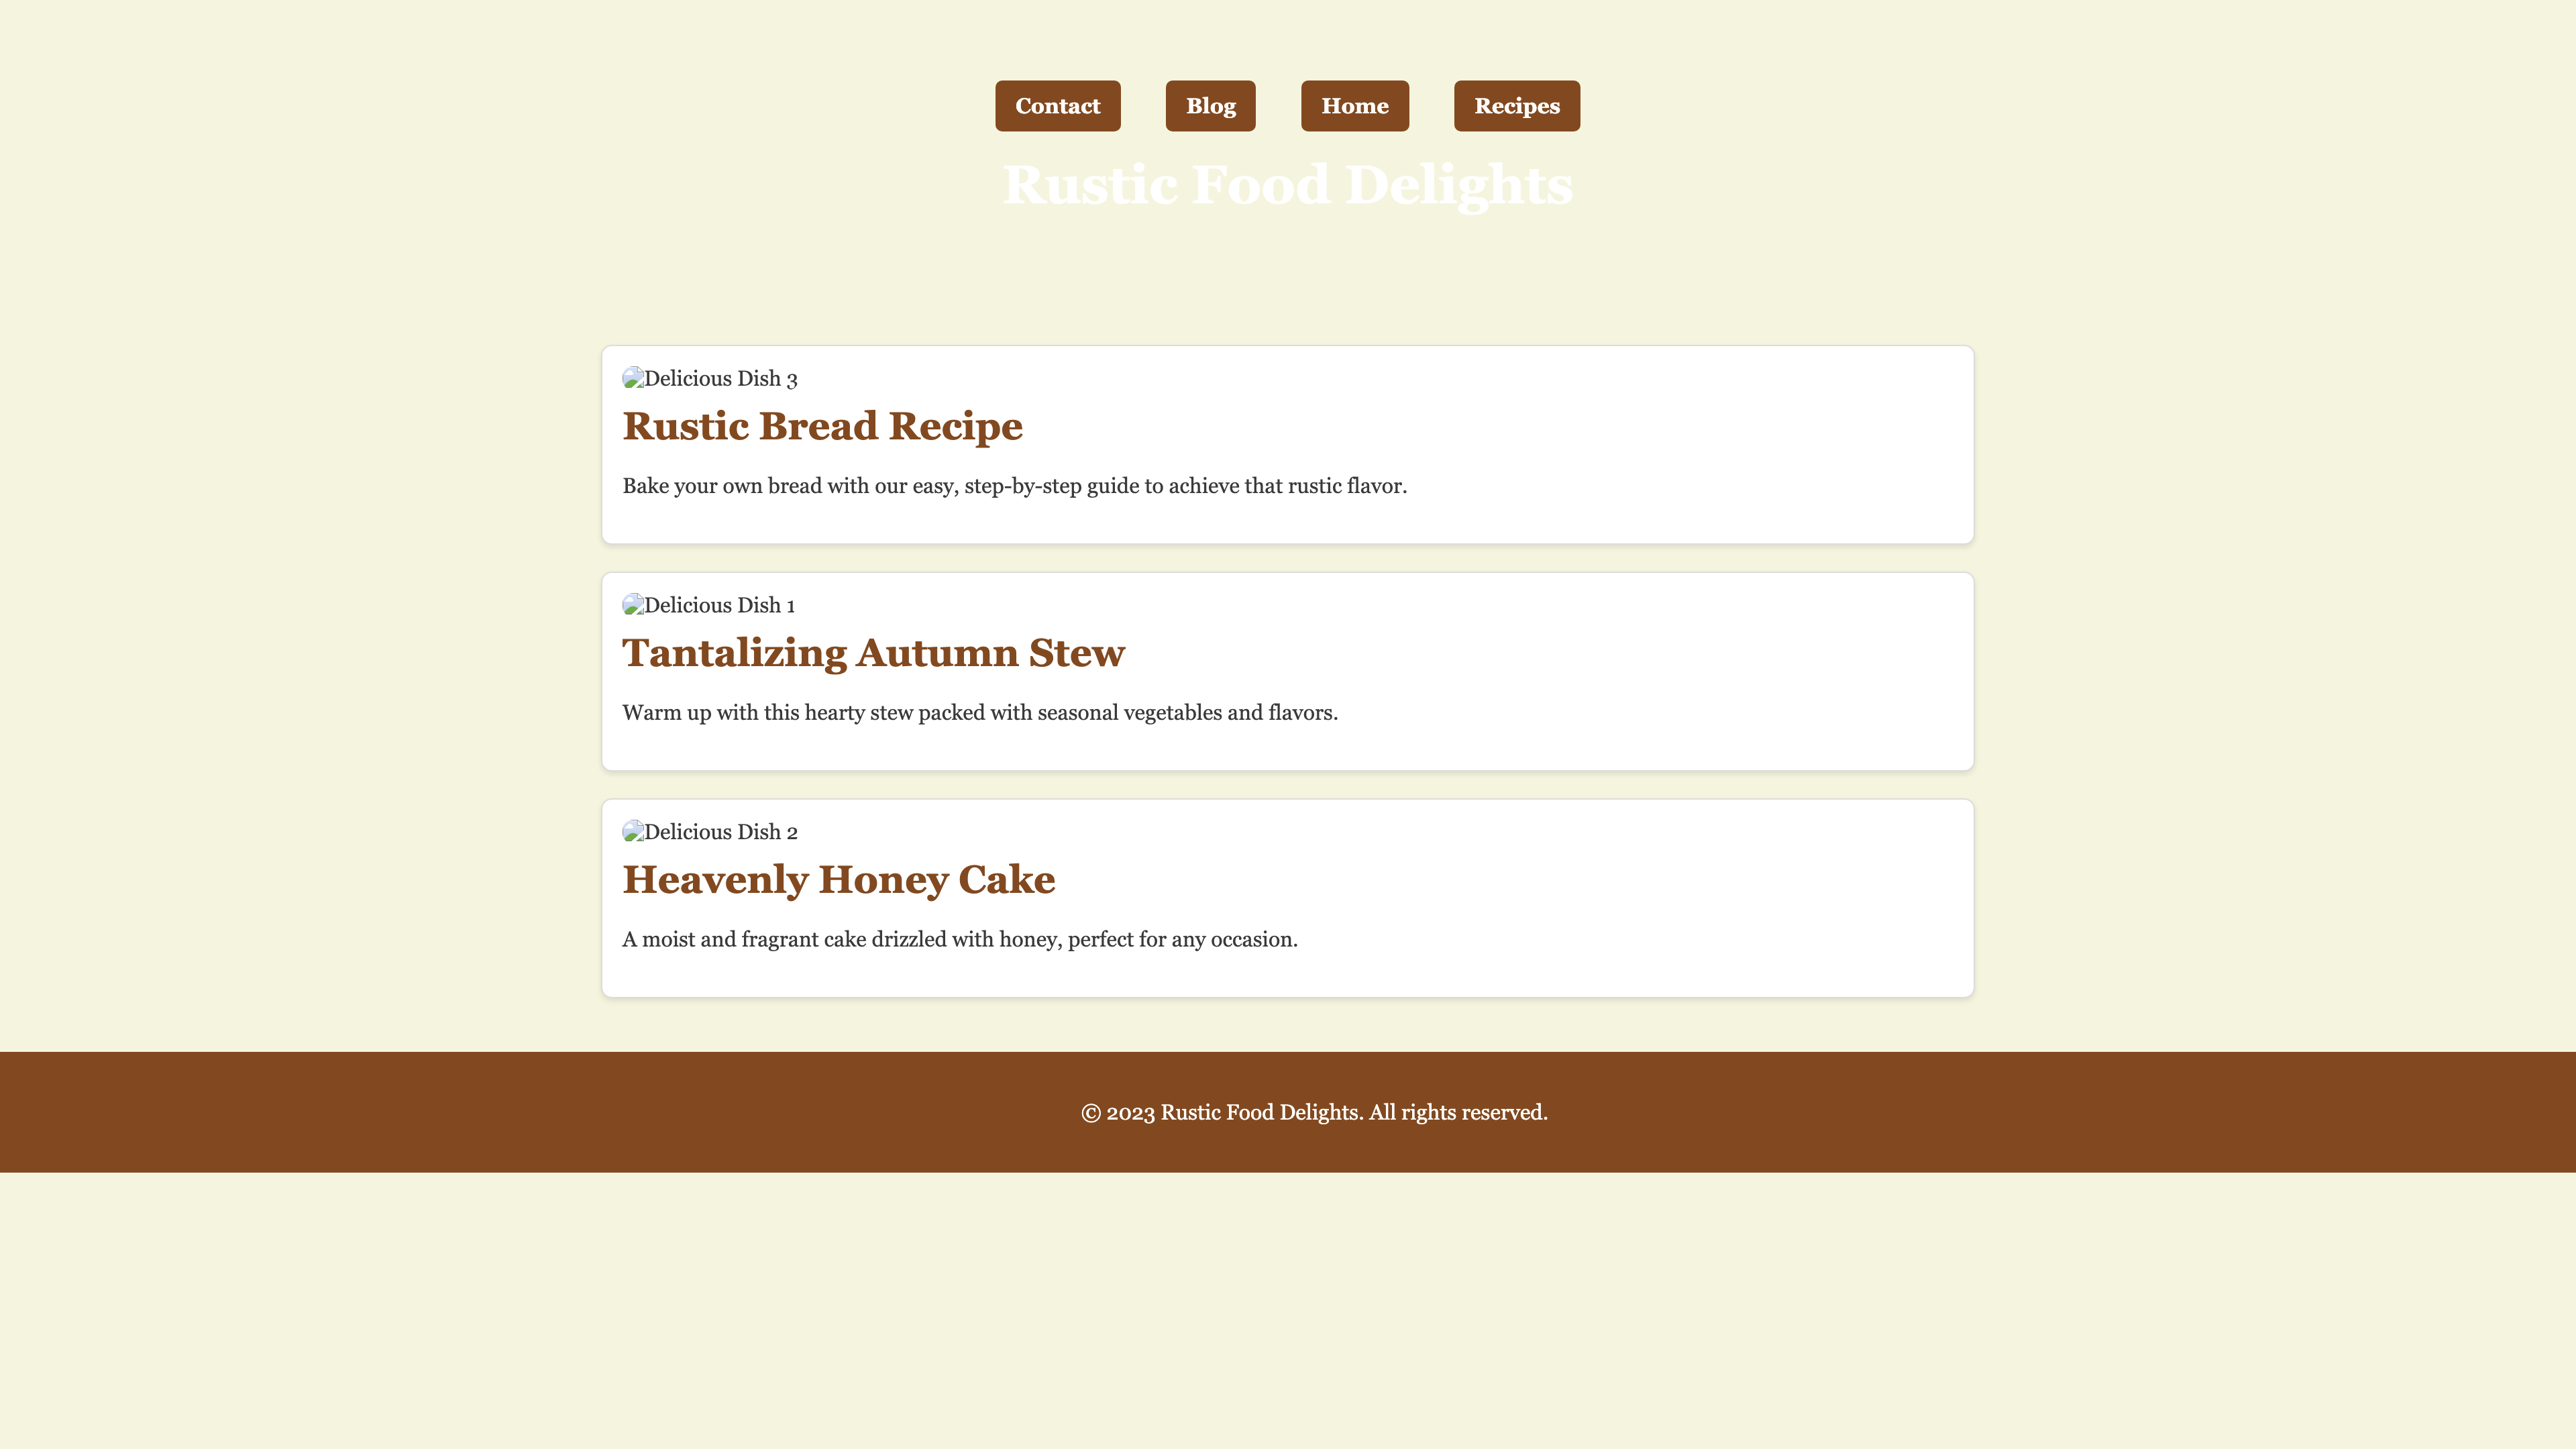 Contact Blog Home Recipes
Rustic Food Delights
Delicious Dish 3
Rustic Bread Recipe
Bake your own bread with our easy, step-by-step guide to achieve that rustic flavor.
Delicious Dish 1
Tantalizing Autumn Stew
Warm up with this hearty stew packed with seasonal vegetables and flavors.
Delicious Dish 2
Heavenly Honey Cake
A moist and fragrant cake drizzled with honey, perfect for any occasion.
© 2023 Rustic Food Delights. All rights reserved.